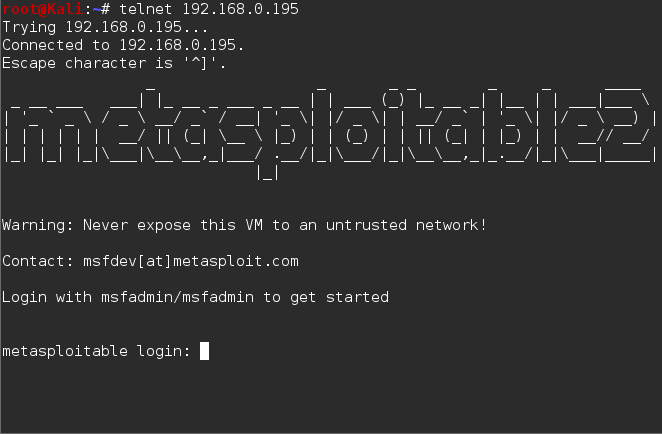 root@Kali:~# telnet 192.168.0.195
Trying 192.168.0.195...
Connected to 192.168.0.195.
Escape character is '^]'.
metasploitable2
Warning: Never expose this VM to an untrusted network!
Contact: msfdev[at]metasploit.com
Login with msfadmin/msfadmin to get started
metasploitable login: